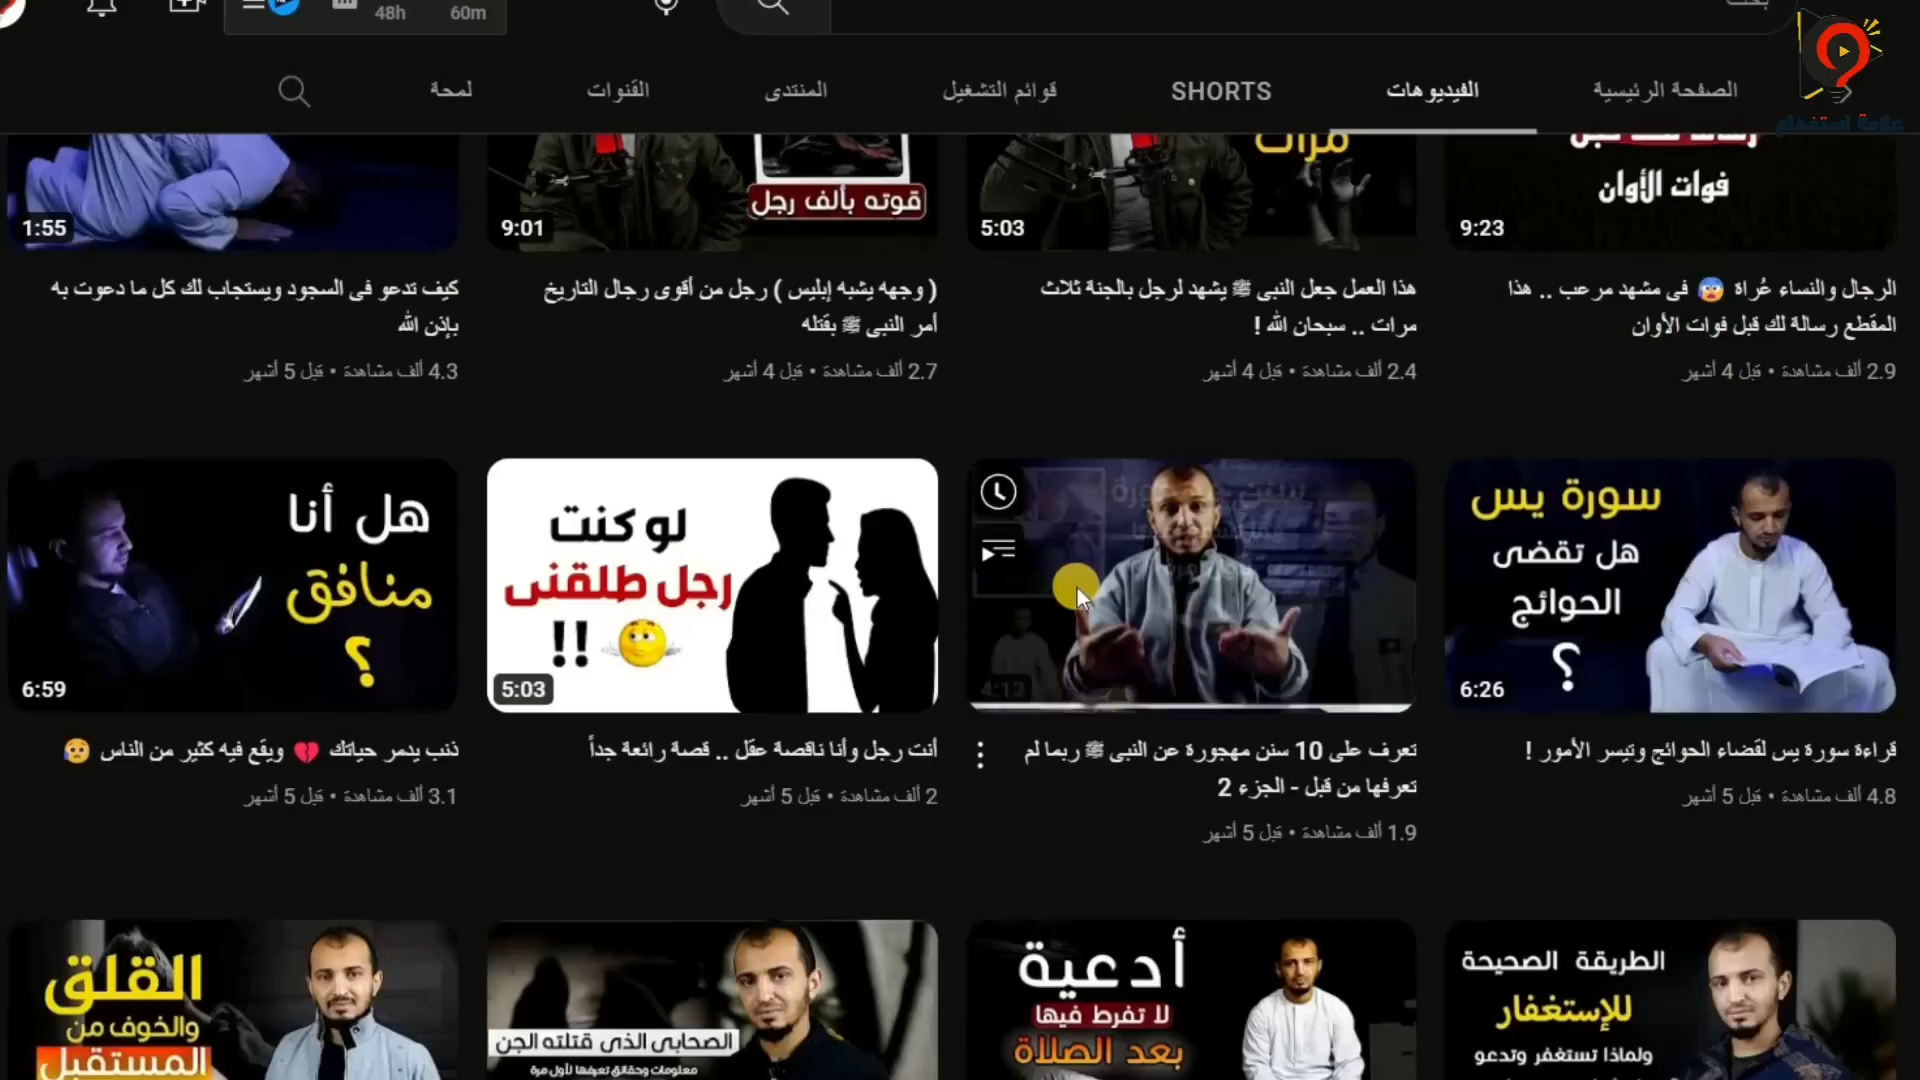 48h
60m
الصفحة الرئيسية
الفيديوهات
SHORTS
قوائم التشغيل
المنتدى
القنوات
لمحة
فوات الأوان
9:23
مرات
5:03
قوته بألف رجل
9:01
1:55
الرجال والنساء عُراة 😱 فى مشهد مرعب .. هذا
المقطع رسالة لك قبل فوات الأوان
2.9 ألف مشاهدة • قبل 4 أشهر
هذا العمل جعل النبى ﷺ يشهد لرجل بالجنة ثلاث
مرات .. سبحان الله !
2.4 ألف مشاهدة • قبل 4 أشهر
( وجهه يشبه إبليس ) رجل من أقوى رجال التاريخ
أمر النبى ﷺ بقتله
2.7 ألف مشاهدة • قبل 4 أشهر
كيف تدعو فى السجود ويستجاب لك كل ما دعوت به
بإذن الله
4.3 ألف مشاهدة • قبل 5 أشهر
سورة يس
هل تقضى
الحوائج
؟
6:26
4:13
لو كنت
رجل طلقنى
!!
5:03
هل أنا
منافق
؟
6:59
قراءة سورة يس لقضاء الحوائج وتيسر الأمور !
4.8 ألف مشاهدة • قبل 5 أشهر
تعرف على 10 سنن مهجورة عن النبى ﷺ ربما لم
تعرفها من قبل - الجزء 2
1.9 ألف مشاهدة • قبل 5 أشهر
أنت رجل وأنا ناقصة عقل .. قصة رائعة جداً
2 ألف مشاهدة • قبل 5 أشهر
ذنب يدمر حياتك 💔 ويقع فيه كثير من الناس 😥
3.1 ألف مشاهدة • قبل 5 أشهر
الطريقة الصحيحة
للإستغفار
ولماذا تستغفر وتدعو
أدعية
لا تفرط فيها
بعد الصلاة
الصحابى الذى قتلته الجن
معلومات وحقائق تعرفها لأول مرة
القلق
والخوف من
المستقبل